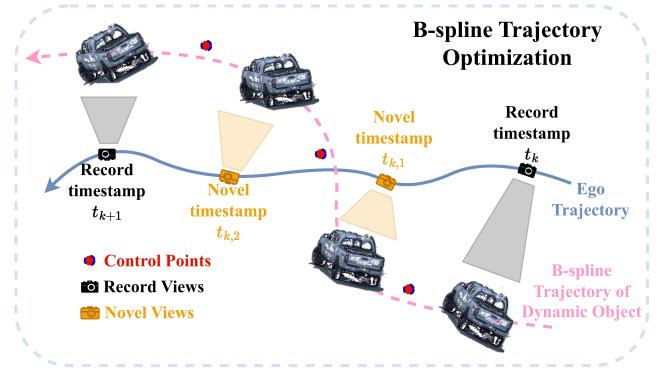 B-spline Trajectory
Optimization
Record
timestamp
t_k
Novel
timestamp
t_{k,1}
Record
timestamp
t_{k+1}
Novel
timestamp
t_{k,2}
Ego
Trajectory
Control Points
Record Views
Novel Views
B-spline
Trajectory of
Dynamic Object